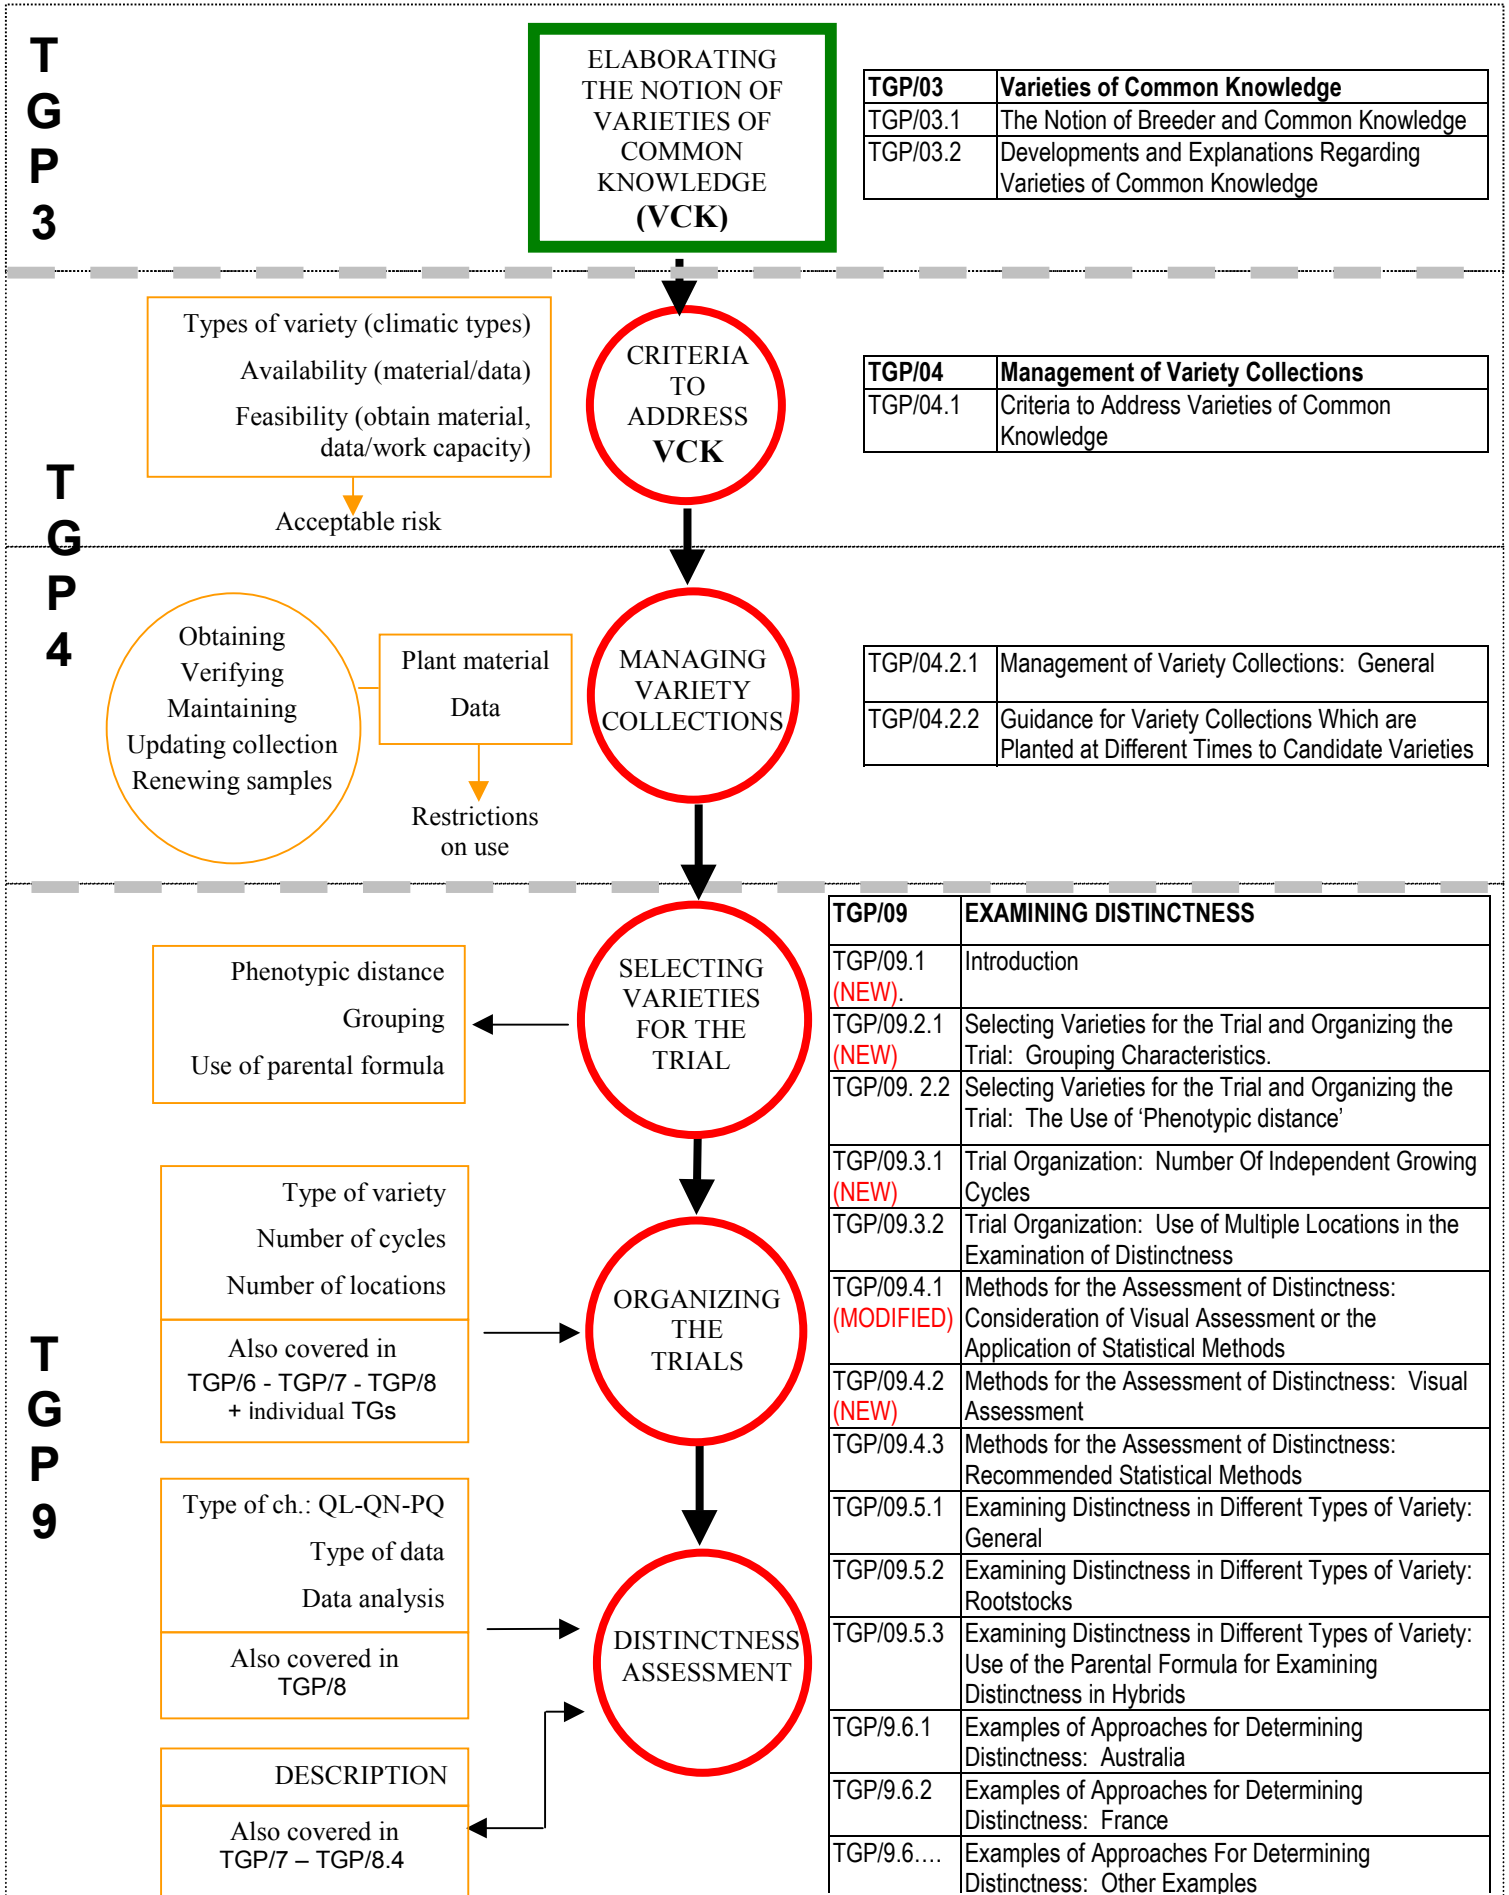 T
G
P
3
ELABORATING
THE NOTION OF
VARIETIES OF
COMMON
KNOWLEDGE
(VCK)
TGP/03 Varieties of Common Knowledge
TGP/03.1 The Notion of Breeder and Common Knowledge
TGP/03.2 Developments and Explanations Regarding
Varieties of Common Knowledge
T
G
P
4
Types of variety (climatic types)
Availability (material/data)
Feasibility (obtain material,
data/work capacity)
Acceptable risk
CRITERIA
TO
ADDRESS
VCK
TGP/04 Management of Variety Collections
TGP/04.1 Criteria to Address Varieties of Common
Knowledge
Obtaining
Verifying
Maintaining
Updating collection
Renewing samples
Plant material
Data
Restrictions
on use
MANAGING
VARIETY
COLLECTIONS
TGP/04.2.1 Management of Variety Collections: General
TGP/04.2.2 Guidance for Variety Collections Which are
Planted at Different Times to Candidate Varieties
T
G
P
9
Phenotypic distance
Grouping
Use of parental formula
SELECTING
VARIETIES
FOR THE
TRIAL
Type of variety
Number of cycles
Number of locations
Also covered in
TGP/6 - TGP/7 - TGP/8
+ individual TGs
ORGANIZING
THE
TRIALS
Type of ch.: QL-QN-PQ
Type of data
Data analysis
Also covered in
TGP/8
DISTINCTNESS
ASSESSMENT
DESCRIPTION
Also covered in
TGP/7 – TGP/8.4
TGP/09 EXAMINING DISTINCTNESS
TGP/09.1 Introduction
(NEW).
TGP/09.2.1 Selecting Varieties for the Trial and Organizing the
(NEW) Trial: Grouping Characteristics.
TGP/09. 2.2 Selecting Varieties for the Trial and Organizing the
Trial: The Use of ‘Phenotypic distance’
TGP/09.3.1 Trial Organization: Number Of Independent Growing
(NEW) Cycles
TGP/09.3.2 Trial Organization: Use of Multiple Locations in the
Examination of Distinctness
TGP/09.4.1 Methods for the Assessment of Distinctness:
(MODIFIED) Consideration of Visual Assessment or the
Application of Statistical Methods
TGP/09.4.2 Methods for the Assessment of Distinctness: Visual
(NEW) Assessment
TGP/09.4.3 Methods for the Assessment of Distinctness:
Recommended Statistical Methods
TGP/09.5.1 Examining Distinctness in Different Types of Variety:
General
TGP/09.5.2 Examining Distinctness in Different Types of Variety:
Rootstocks
TGP/09.5.3 Examining Distinctness in Different Types of Variety:
Use of the Parental Formula for Examining
Distinctness in Hybrids
TGP/9.6.1 Examples of Approaches for Determining
Distinctness: Australia
TGP/9.6.2 Examples of Approaches for Determining
Distinctness: France
TGP/9.6…. Examples of Approaches For Determining
Distinctness: Other Examples